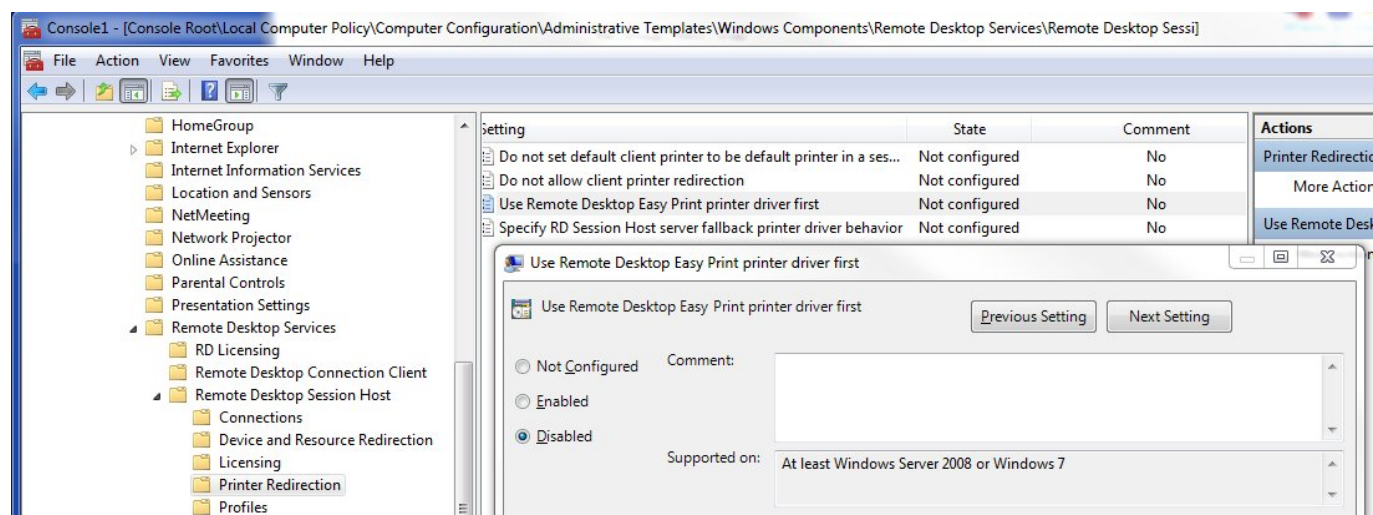 Console1 - [Console Root\Local Computer Policy\Computer Configuration\Administrative Templates\Windows Components\Remote Desktop Services\Remote Desktop Sessi]
File Action View Favorites Window Help
HomeGroup
Internet Explorer
Internet Information Services
Location and Sensors
NetMeeting
Network Projector
Online Assistance
Parental Controls
Presentation Settings
Remote Desktop Services
RD Licensing
Remote Desktop Connection Client
Remote Desktop Session Host
Connections
Device and Resource Redirection
Licensing
Printer Redirection
Profiles
Setting State Comment
Do not set default client printer to be default printer in a ses... Not configured No
Do not allow client printer redirection Not configured No
Use Remote Desktop Easy Print printer driver first Not configured No
Specify RD Session Host server fallback printer driver behavior Not configured No
Actions
Printer Redirectio
More Action
Use Remote Desk
Use Remote Desktop Easy Print printer driver first
Use Remote Desktop Easy Print printer driver first
Previous Setting Next Setting
Not Configured
Enabled
Disabled
Comment:
Supported on: At least Windows Server 2008 or Windows 7